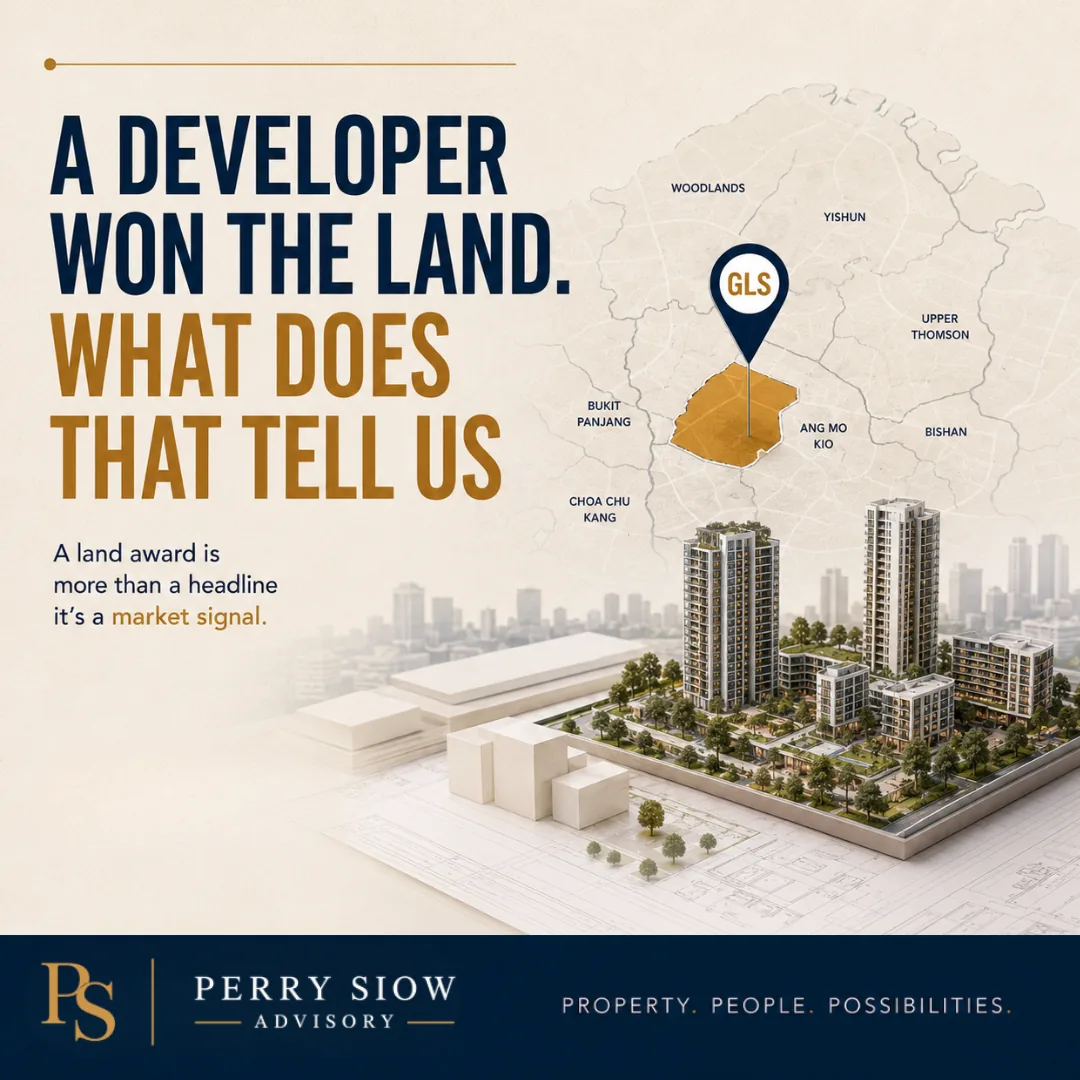 A DEVELOPER
WON THE LAND.
WHAT DOES
THAT TELL US
A land award is
more than a headline
it's a market signal.
WOODLANDS
YISHUN
GLS
UPPER
THOMSON
BUKIT
PANJANG
ANG MO
KIO
BISHAN
CHOA CHU
KANG
PS
PERRY SIOW
ADVISORY
PROPERTY. PEOPLE. POSSIBILITIES.